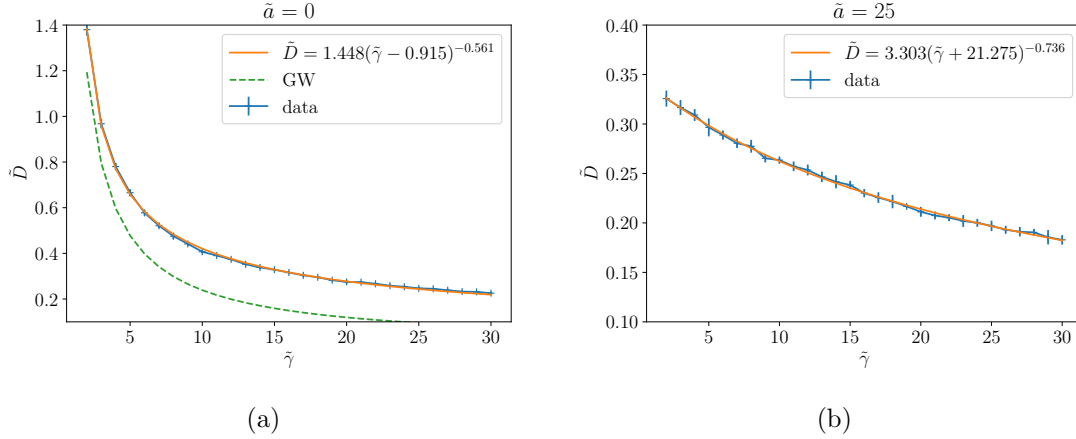 ã = 0
D̃ = 1.448(γ̃ − 0.915)^−0.561
GW
data
1.4
1.2
1.0
0.8
0.6
0.4
0.2
D̃
5 10 15 20 25 30
γ̃
(a)
ã = 25
D̃ = 3.303(γ̃ + 21.275)^−0.736
data
0.40
0.35
0.30
0.25
0.20
0.15
0.10
D̃
5 10 15 20 25 30
γ̃
(b)